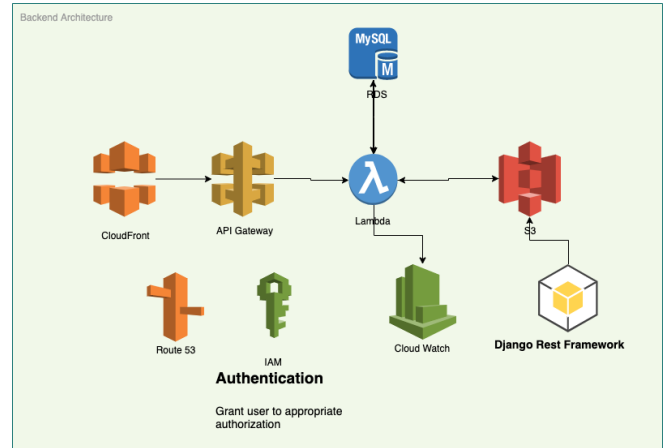 Backend Architecture
MySQL
M
RDS
CloudFront
API Gateway
Lambda
S3
Route 53
IAM
Cloud Watch
Django Rest Framework
Authentication
Grant user to appropriate
authorization